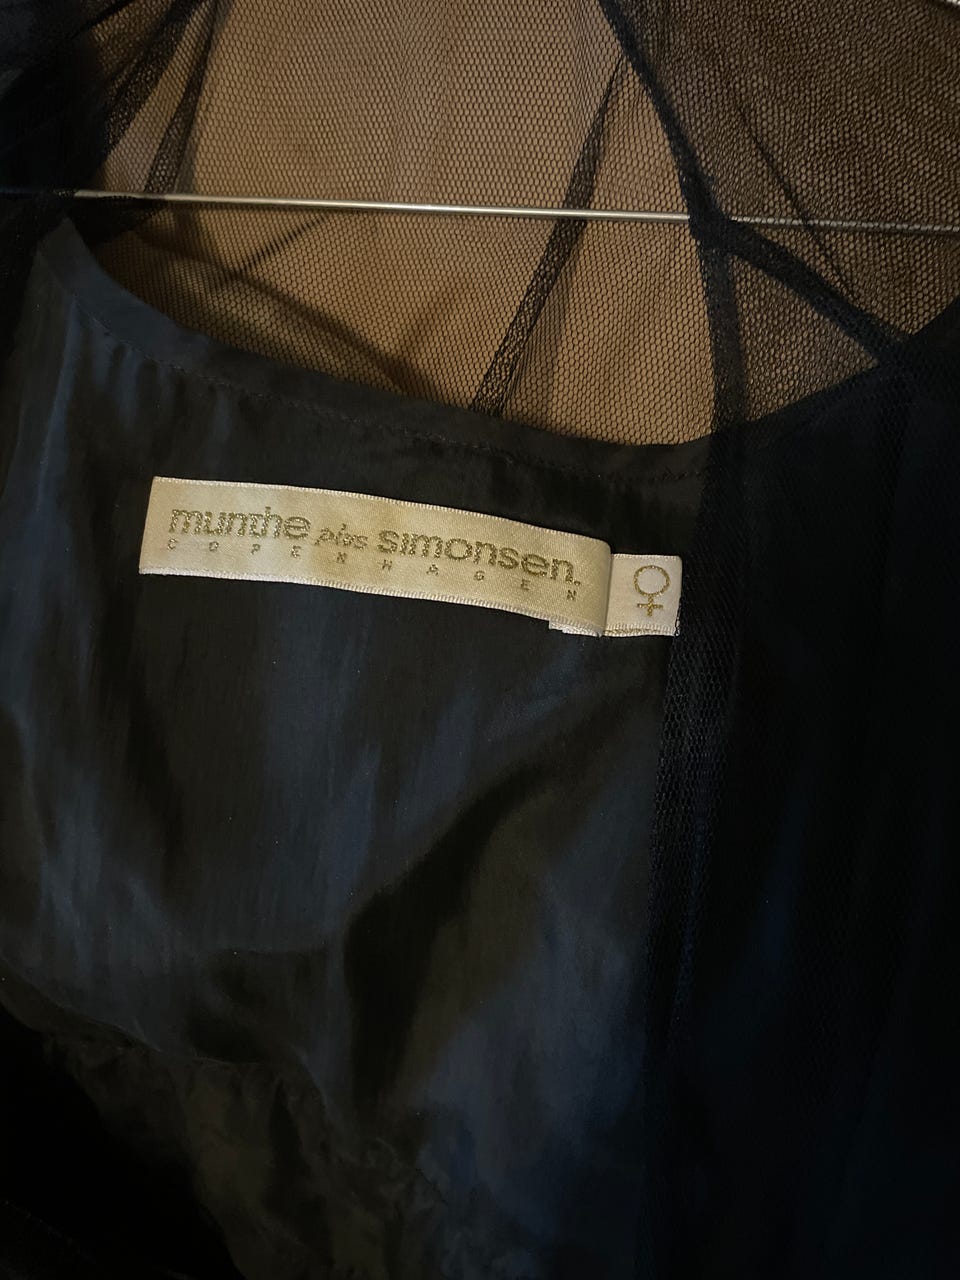 munthe plus simonsen.
COPENHAGEN
♀